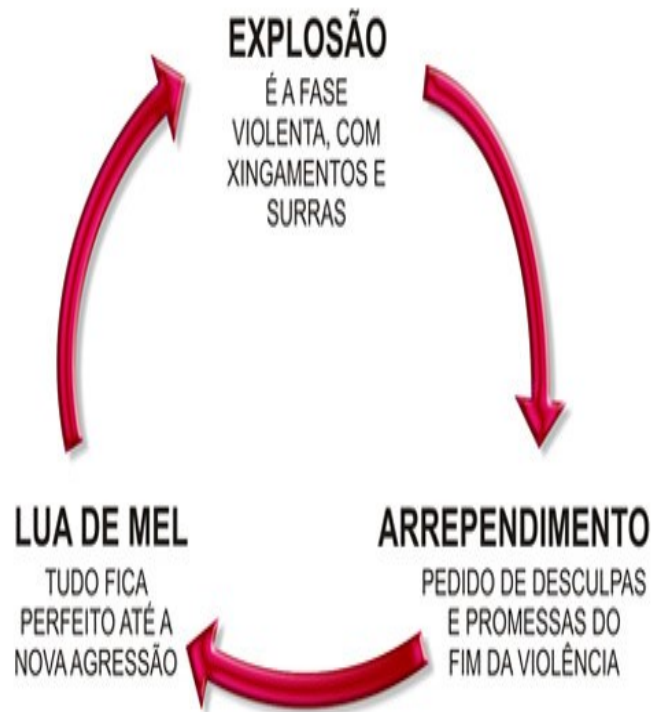 EXPLOSÃO
É A FASE
VIOLENTA, COM
XINGAMENTOS E
SURRAS
LUA DE MEL
TUDO FICA
PERFEITO ATÉ A
NOVA AGRESSÃO
ARREPENDIMENTO
PEDIDO DE DESCULPAS
E PROMESSAS DO
FIM DA VIOLÊNCIA